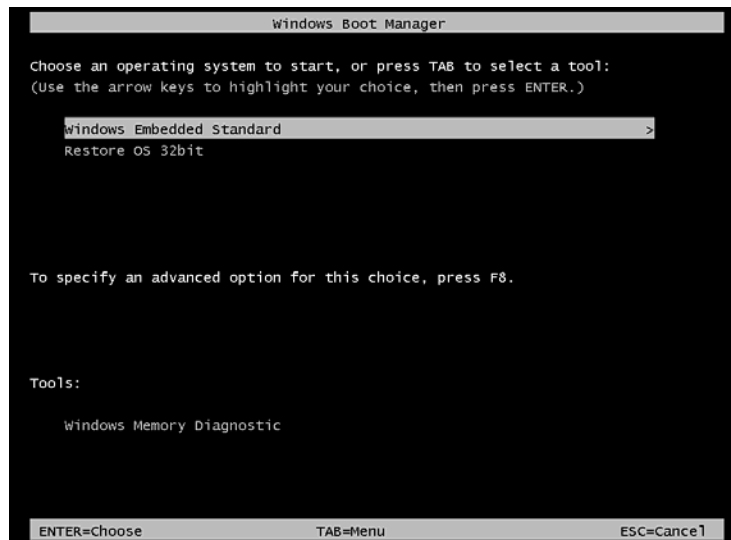 Windows Boot Manager
Choose an operating system to start, or press TAB to select a tool:
(Use the arrow keys to highlight your choice, then press ENTER.)
Windows Embedded Standard >
Restore OS 32bit
To specify an advanced option for this choice, press F8.
Tools:
Windows Memory Diagnostic
ENTER=Choose TAB=Menu ESC=Cancel